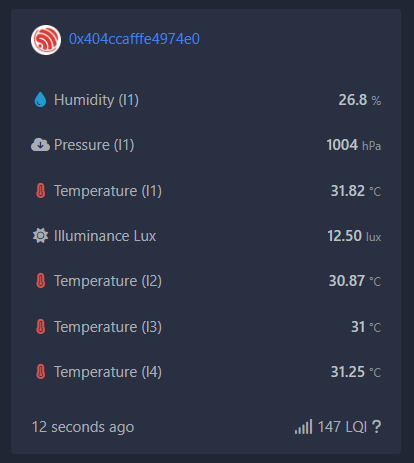 0x404ccafffe4974e0
Humidity (l1) 26.8 %
Pressure (l1) 1004 hPa
Temperature (l1) 31.82 °C
Illuminance Lux 12.50 lux
Temperature (l2) 30.87 °C
Temperature (l3) 31 °C
Temperature (l4) 31.25 °C
12 seconds ago 147 LQI ?